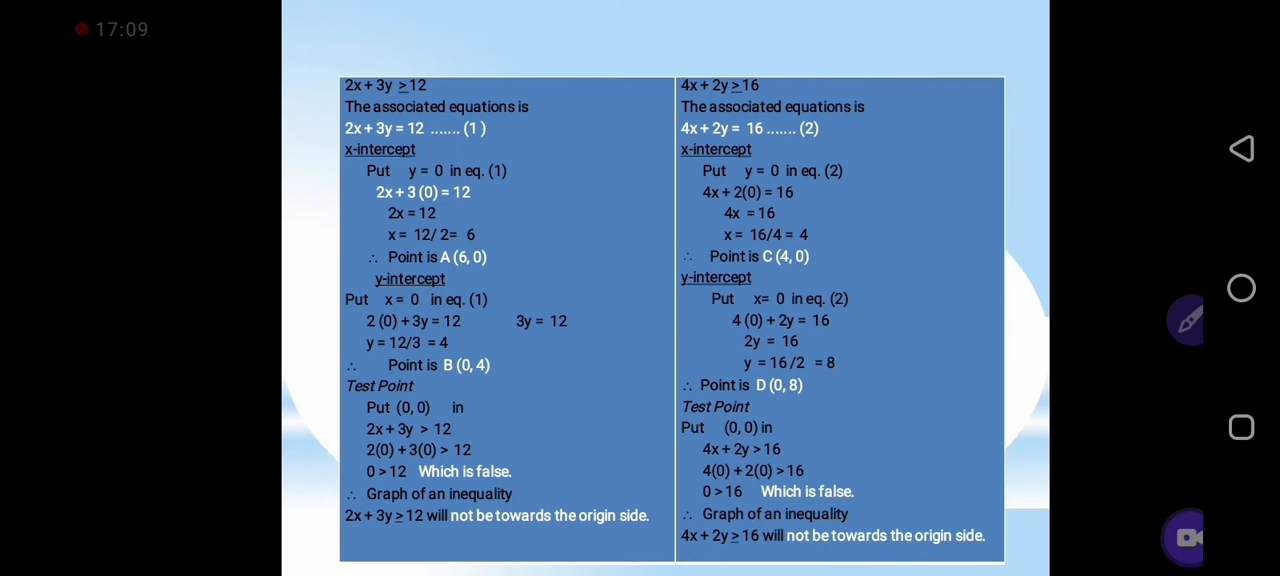 17:09
2x + 3y ≥ 12
The associated equations is
2x + 3y = 12 ....... (1 )
x-intercept
Put y = 0 in eq. (1)
2x + 3 (0) = 12
2x = 12
x = 12/ 2= 6
∴ Point is A (6, 0)
y-intercept
Put x = 0 in eq. (1)
2 (0) + 3y = 12 3y = 12
y = 12/3 = 4
∴ Point is B (0, 4)
Test Point
Put (0, 0) in
2x + 3y > 12
2(0) + 3(0) > 12
0 > 12 Which is false.
∴ Graph of an inequality
2x + 3y ≥ 12 will not be towards the origin side.
4x + 2y ≥ 16
The associated equations is
4x + 2y = 16 ....... (2)
x-intercept
Put y = 0 in eq. (2)
4x + 2(0) = 16
4x = 16
x = 16/4 = 4
∴ Point is C (4, 0)
y-intercept
Put x= 0 in eq. (2)
4 (0) + 2y = 16
2y = 16
y = 16 /2 = 8
∴ Point is D (0, 8)
Test Point
Put (0, 0) in
4x + 2y > 16
4(0) + 2(0) > 16
0 > 16 Which is false.
∴ Graph of an inequality
4x + 2y ≥ 16 will not be towards the origin side.